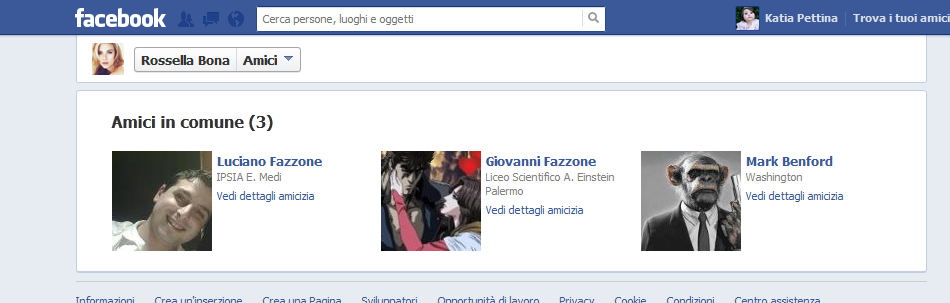 facebook
Cerca persone, luoghi e oggetti
Katia Pettina
Trova i tuoi amici
Rossella Bona
Amici
Amici in comune (3)
Luciano Fazzone
IPSIA E. Medi
Vedi dettagli amicizia
Giovanni Fazzone
Liceo Scientifico A. Einstein
Palermo
Vedi dettagli amicizia
Mark Benford
Washington
Vedi dettagli amicizia
Informazioni Crea un'inserzione Crea una Pagina Sviluppatori Opportunità di lavoro Privacy Cookie Condizioni Centro assistenza